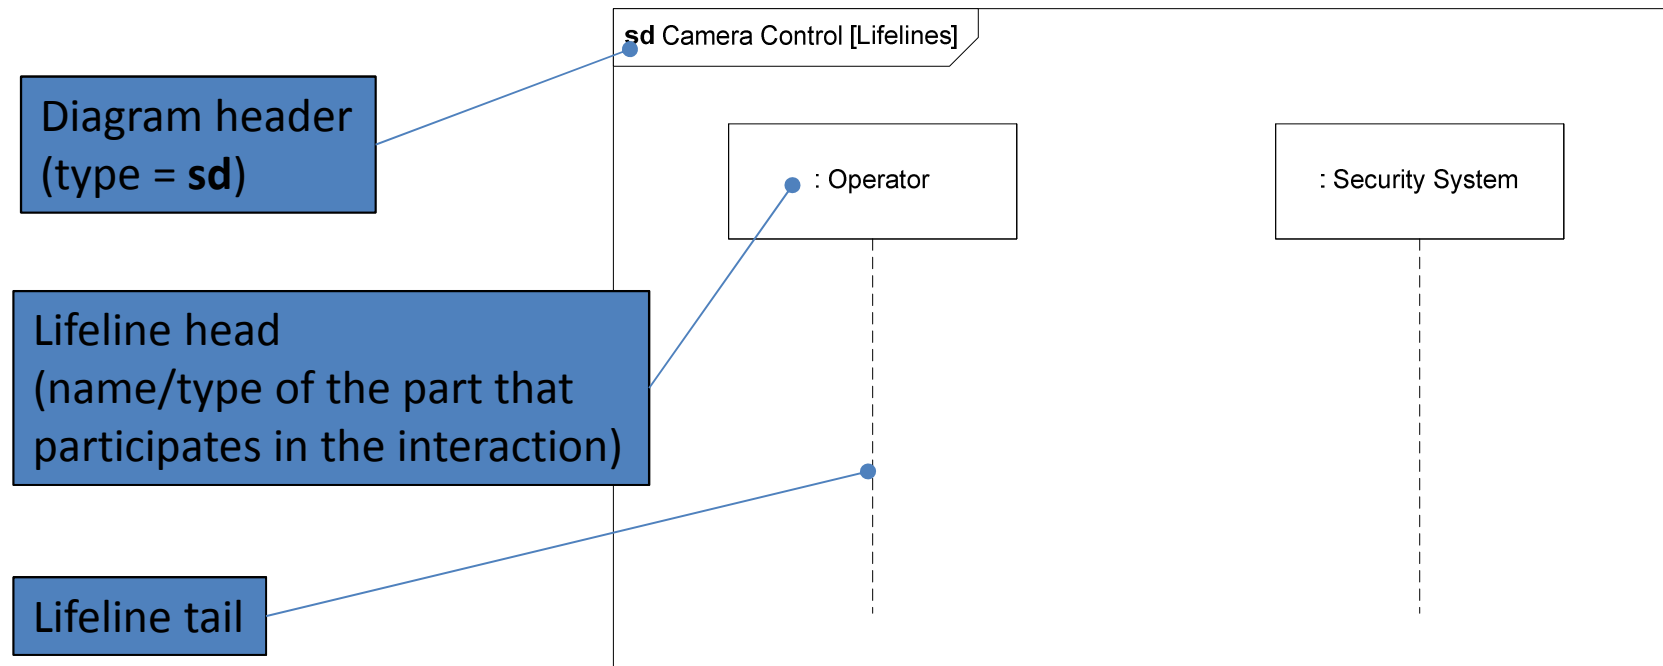 sd Camera Control [Lifelines]
Diagram header
(type = sd)
: Operator
: Security System
Lifeline head
(name/type of the part that
participates in the interaction)
Lifeline tail